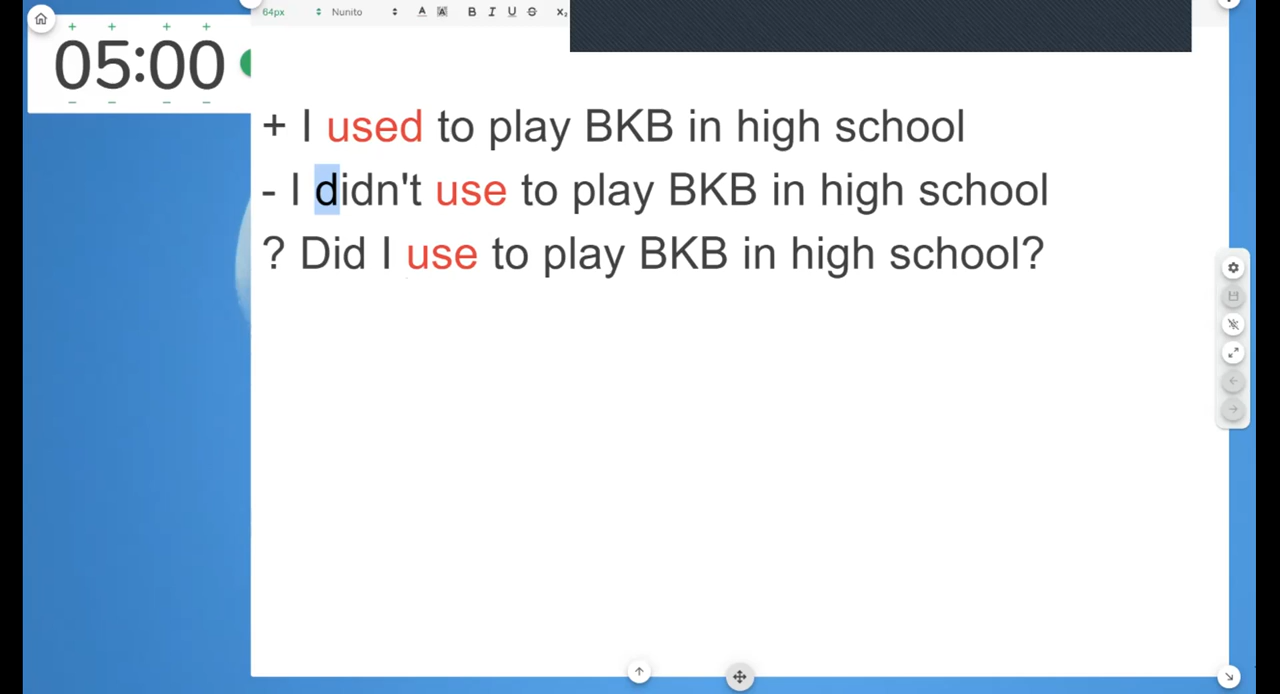 64px Nunito A A B I U S X₂
05:00
+ I used to play BKB in high school
- I didn't use to play BKB in high school
? Did I use to play BKB in high school?